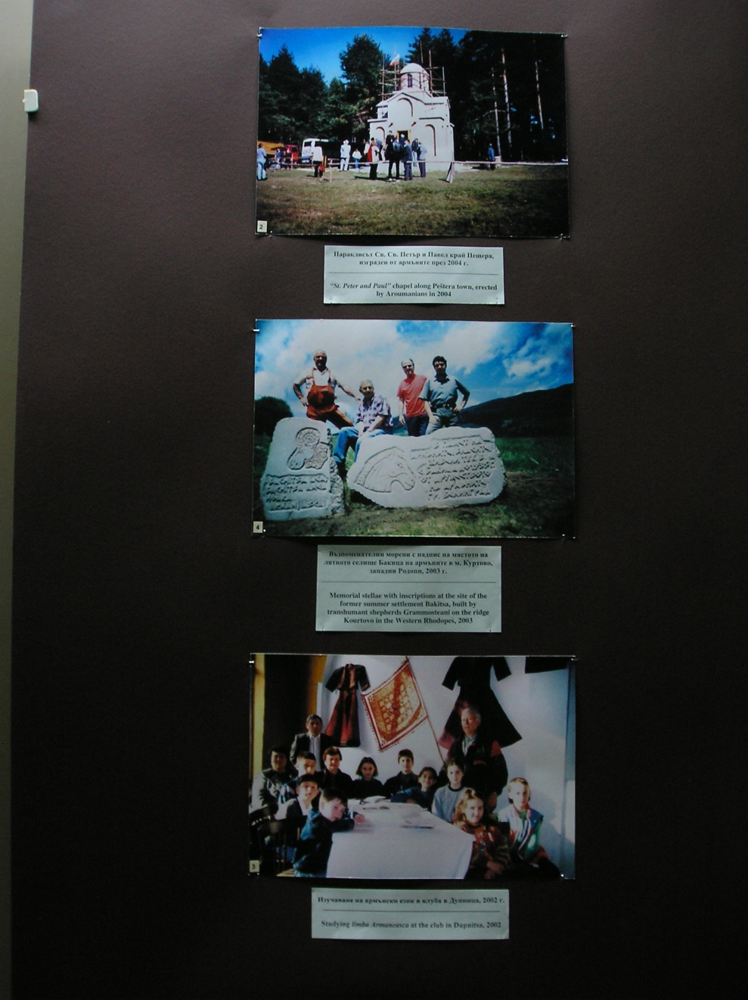 2
Параклисът Св. Св. Петър и Павел край Пещера,
изграден от армъните през 2004 г.
"St. Peter and Paul" chapel along Peštera town, erected
by Aroumanians in 2004
4
Възпоменателни морени с надпис на мястото на
лятното селище Бакица на армъните в м. Куртово,
западни Родопи, 2003 г.
Memorial stellae with inscriptions at the site of the
former summer settlement Bakitsa, built by
transhumant shepherds Grammosteani on the ridge
Kourtovo in the Western Rhodopes, 2003
3
Изучаване на армънски език в клуба в Дупница, 2002 г.
Studying limba Armaneasca at the club in Dupnitsa, 2002